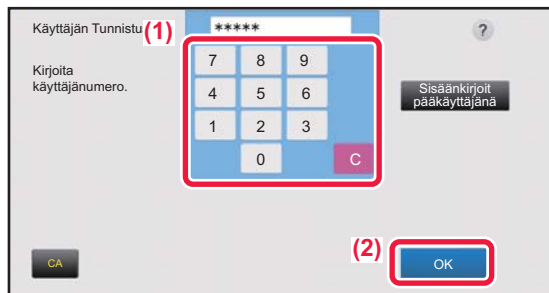 Käyttäjän Tunnistu
(1)
*****
?
Kirjoita
käyttäjänumero.
7 8 9
4 5 6
1 2 3
0 C
Sisäänkirjoit
pääkäyttäjänä
(2)
CA
OK